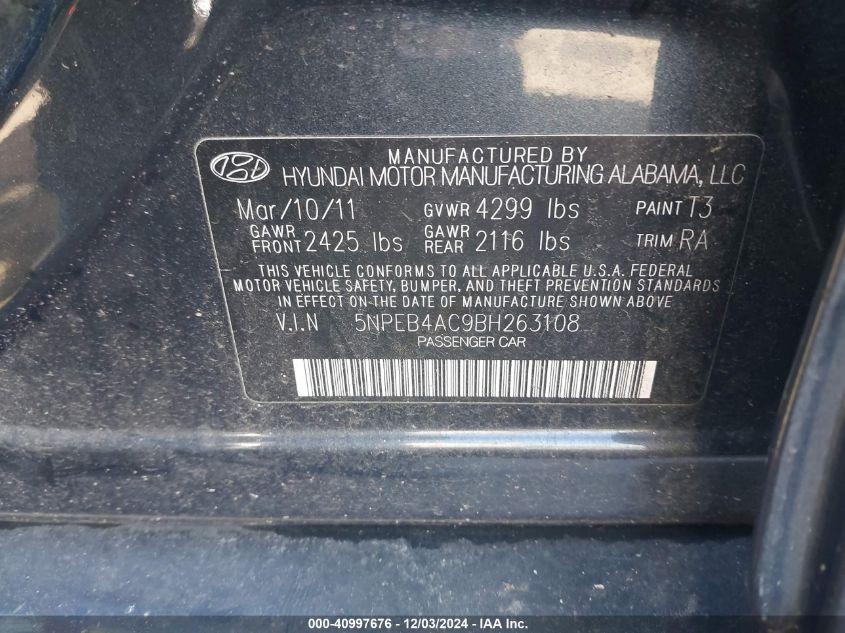 MANUFACTURED BY
HYUNDAI MOTOR MANUFACTURING ALABAMA, LLC
Mar/10/11 GVWR 4299 lbs PAINT T3
GAWR FRONT 2425 lbs GAWR REAR 2116 lbs TRIM RA
THIS VEHICLE CONFORMS TO ALL APPLICABLE U.S.A. FEDERAL
MOTOR VEHICLE SAFETY, BUMPER, AND THEFT PREVENTION STANDARDS
IN EFFECT ON THE DATE OF MANUFACTURE SHOWN ABOVE
V.I.N 5NPEB4AC9BH263108
PASSENGER CAR
000-40997676 - 12/03/2024 - IAAI.com